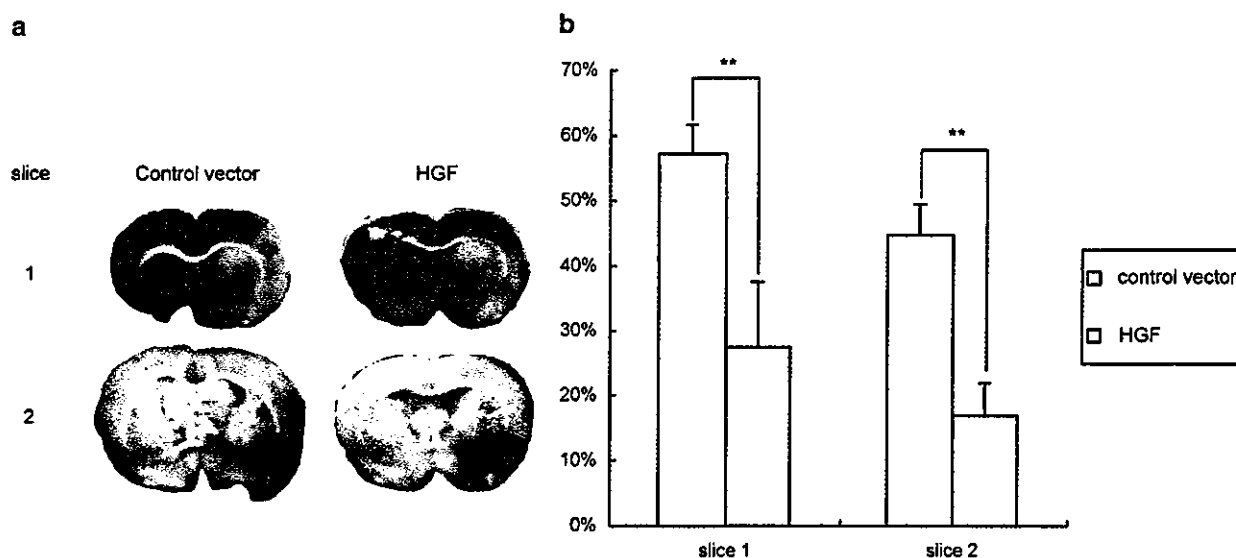 a
slice
Control vector
HGF
1
2
b
70%
60%
50%
40%
30%
20%
10%
0%
**
**
slice 1
slice 2
control vector
HGF